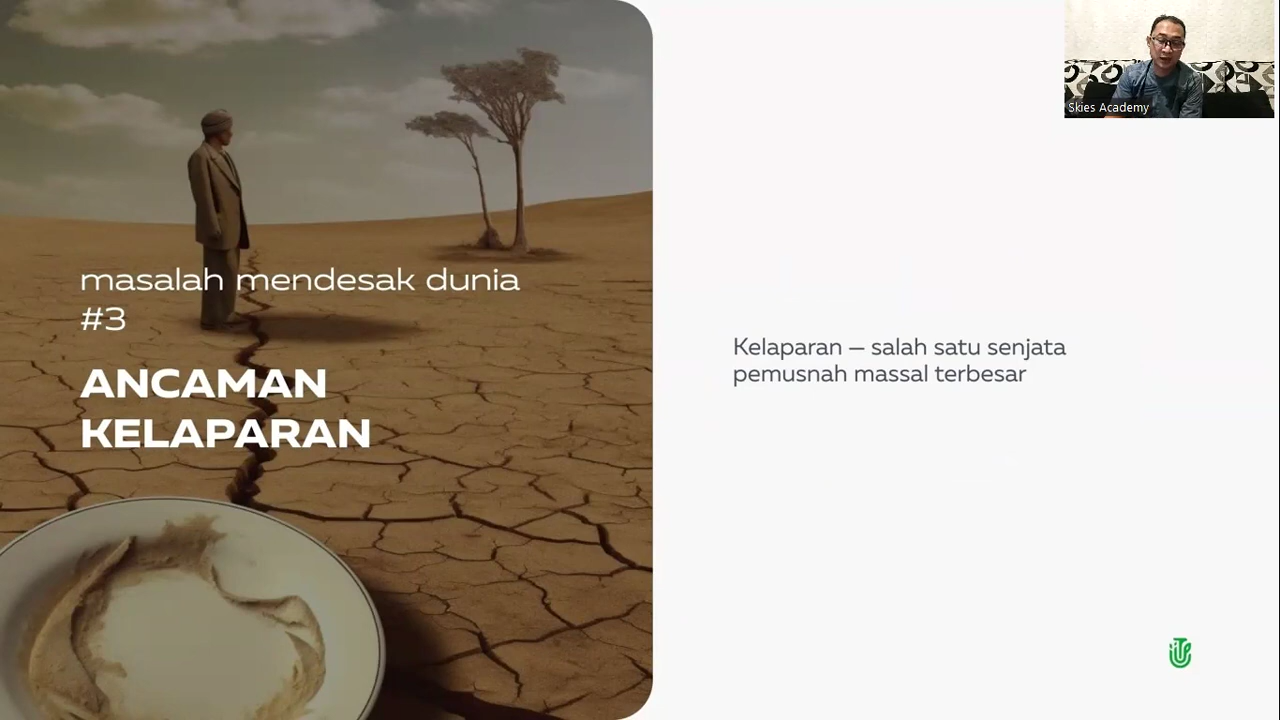 masalah mendesak dunia
#3
ANCAMAN
KELAPARAN
Kelaparan — salah satu senjata
pemusnah massal terbesar
Skies Academy